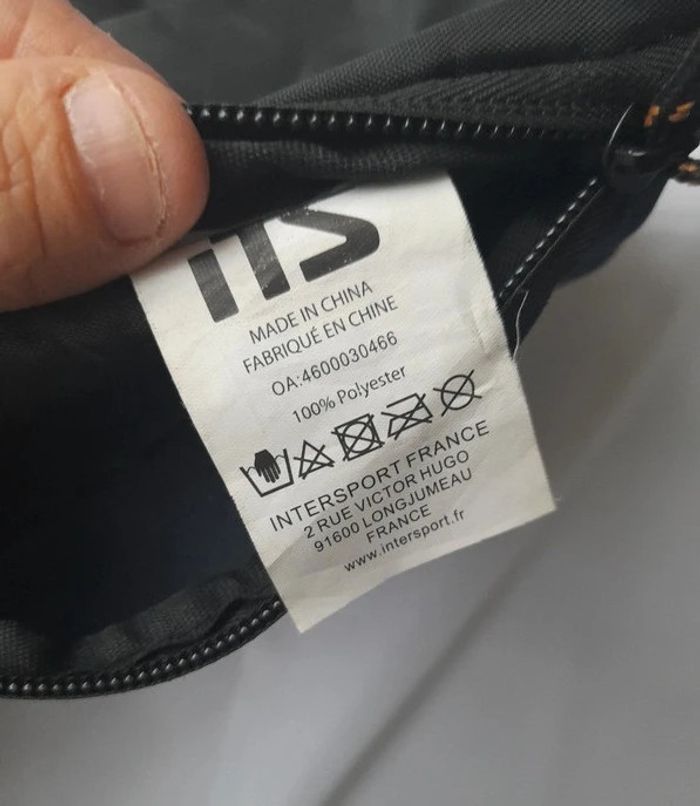 ITS
MADE IN CHINA
FABRIQUÉ EN CHINE
OA:4600030466
100% Polyester
INTERSPORT FRANCE
2 RUE VICTOR HUGO
91600 LONGJUMEAU
FRANCE
www.intersport.fr